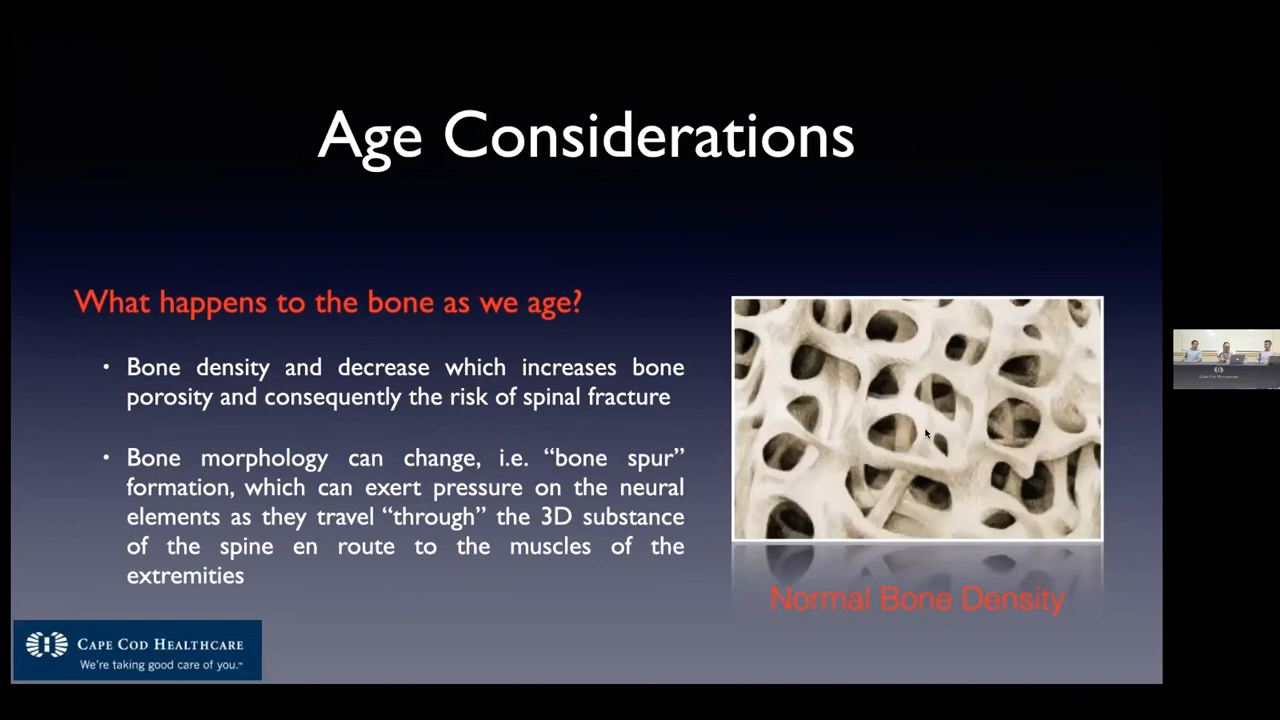 Age Considerations
What happens to the bone as we age?
• Bone density and decrease which increases bone
porosity and consequently the risk of spinal fracture
• Bone morphology can change, i.e. “bone spur”
formation, which can exert pressure on the neural
elements as they travel “through” the 3D substance
of the spine en route to the muscles of the
extremities
Normal Bone Density
CAPE COD HEALTHCARE
We're taking good care of you.™